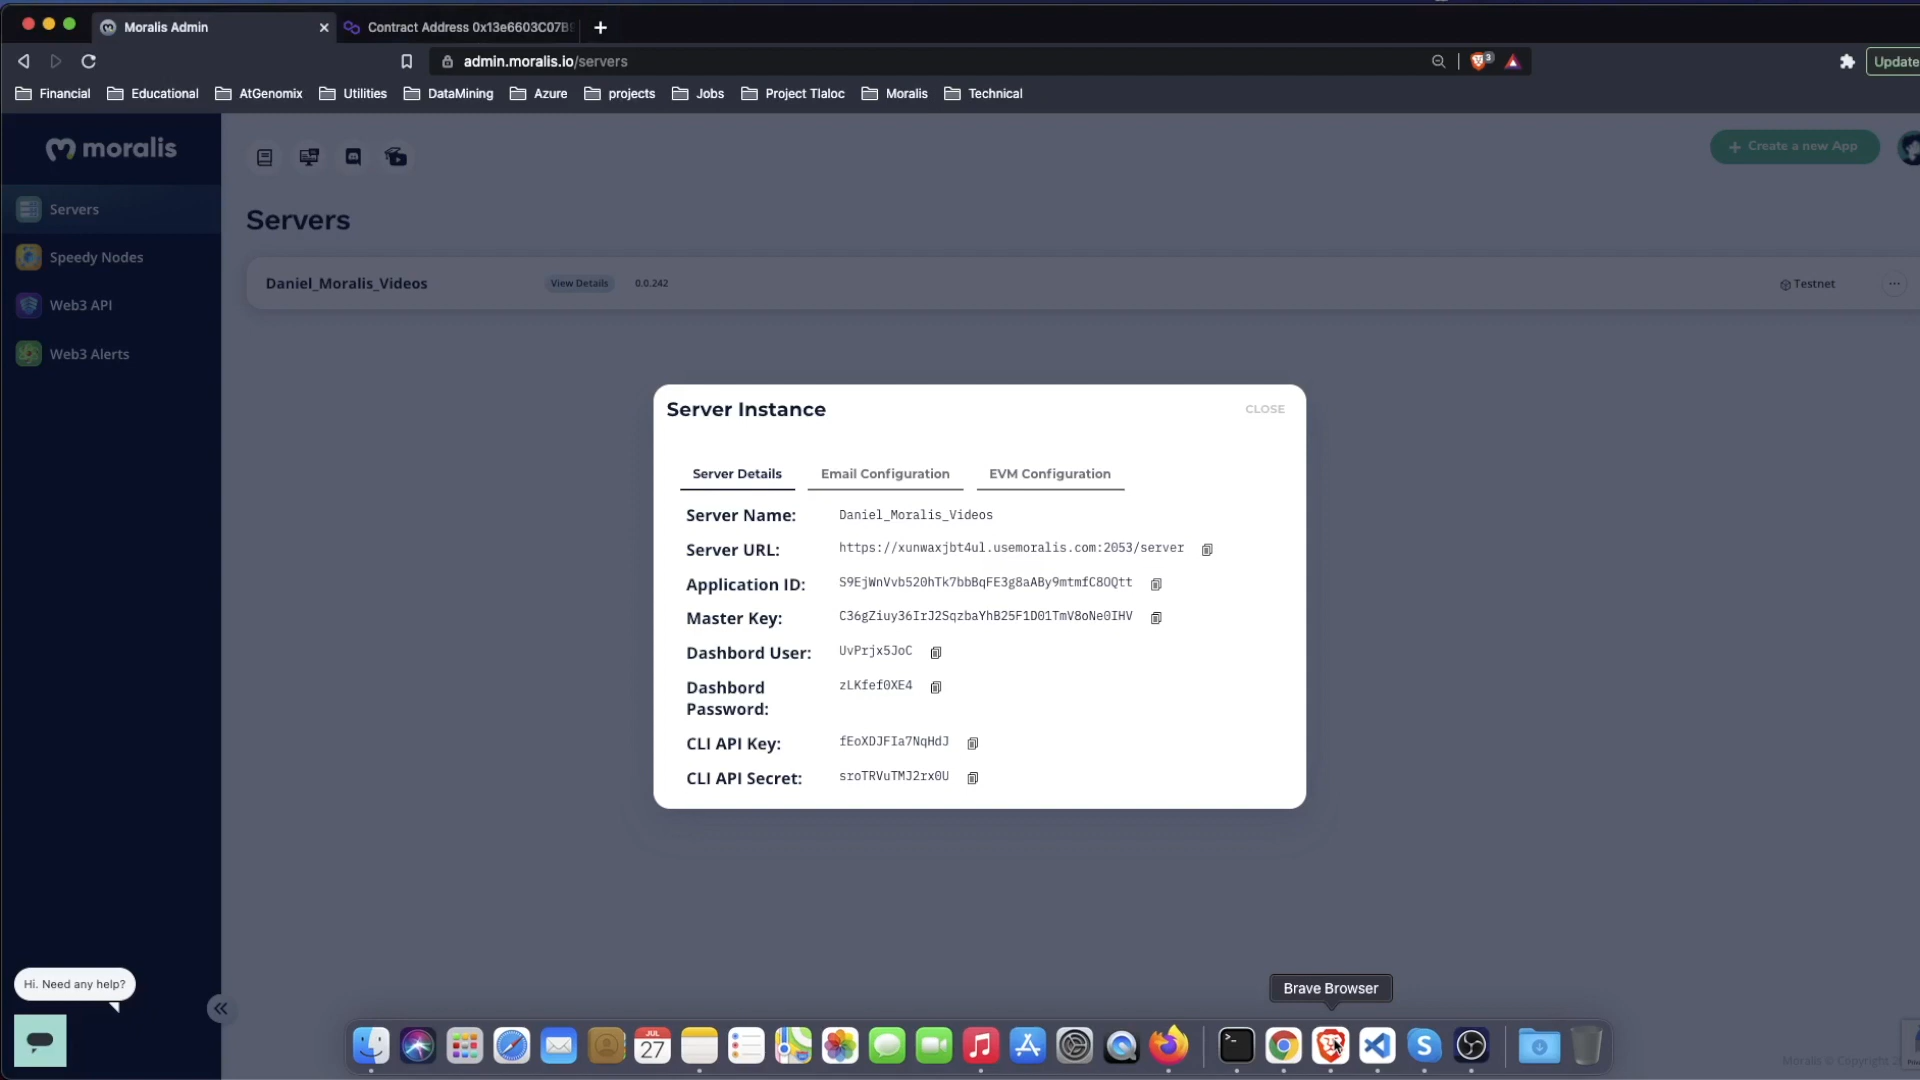 Moralis Admin
Contract Address 0x13e6603C07B
admin.moralis.io/servers
3
Update
Financial
Educational
AtGenomix
Utilities
DataMining
Azure
projects
Jobs
Project Tlaloc
Moralis
Technical
moralis
Create a new App
Servers
Speedy Nodes
Web3 API
Web3 Alerts
Servers
Daniel_Moralis_Videos
View Details
0.0.242
Testnet
Server Instance
CLOSE
Server Details
Email Configuration
EVM Configuration
Server Name: Daniel_Moralis_Videos
Server URL: https://xunwaxjbt4ul.usemoralis.com:2053/server
Application ID: S9EjWnVvb520hTk7bbBqFE3g8aABy9mtmfC8OQtt
Master Key: C36gZiuy36IrJ2SqzbaYhB25F1D01TmV8oNe0IHV
Dashbord User: UvPrjx5JoC
Dashbord
Password: zLKfef0XE4
CLI API Key: fEoXDJFIa7NqHdJ
CLI API Secret: sroTRVuTMJ2rx0U
Hi. Need any help?
Brave Browser
JUL
27
Moralis © Copyright